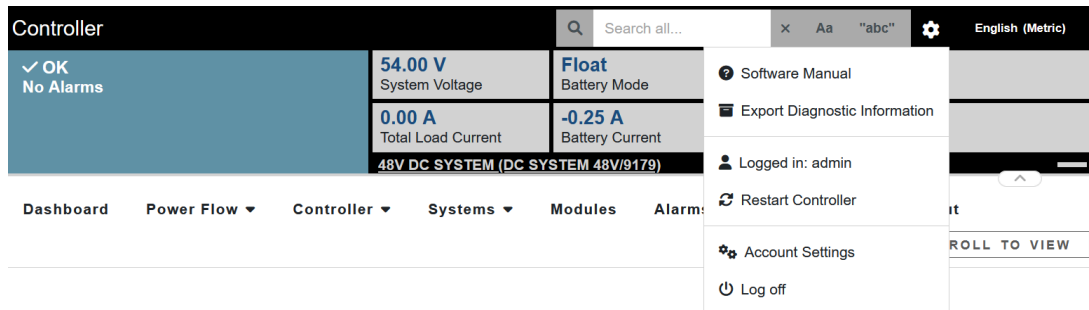 Controller
Search all...
× Aa "abc"
English (Metric)
OK
No Alarms
54.00 V
System Voltage
Float
Battery Mode
0.00 A
Total Load Current
-0.25 A
Battery Current
48V DC SYSTEM (DC SYSTEM 48V/9179)
Software Manual
Export Diagnostic Information
Logged in: admin
Restart Controller
Account Settings
Log off
Dashboard Power Flow Controller Systems Modules Alarms
ROLL TO VIEW